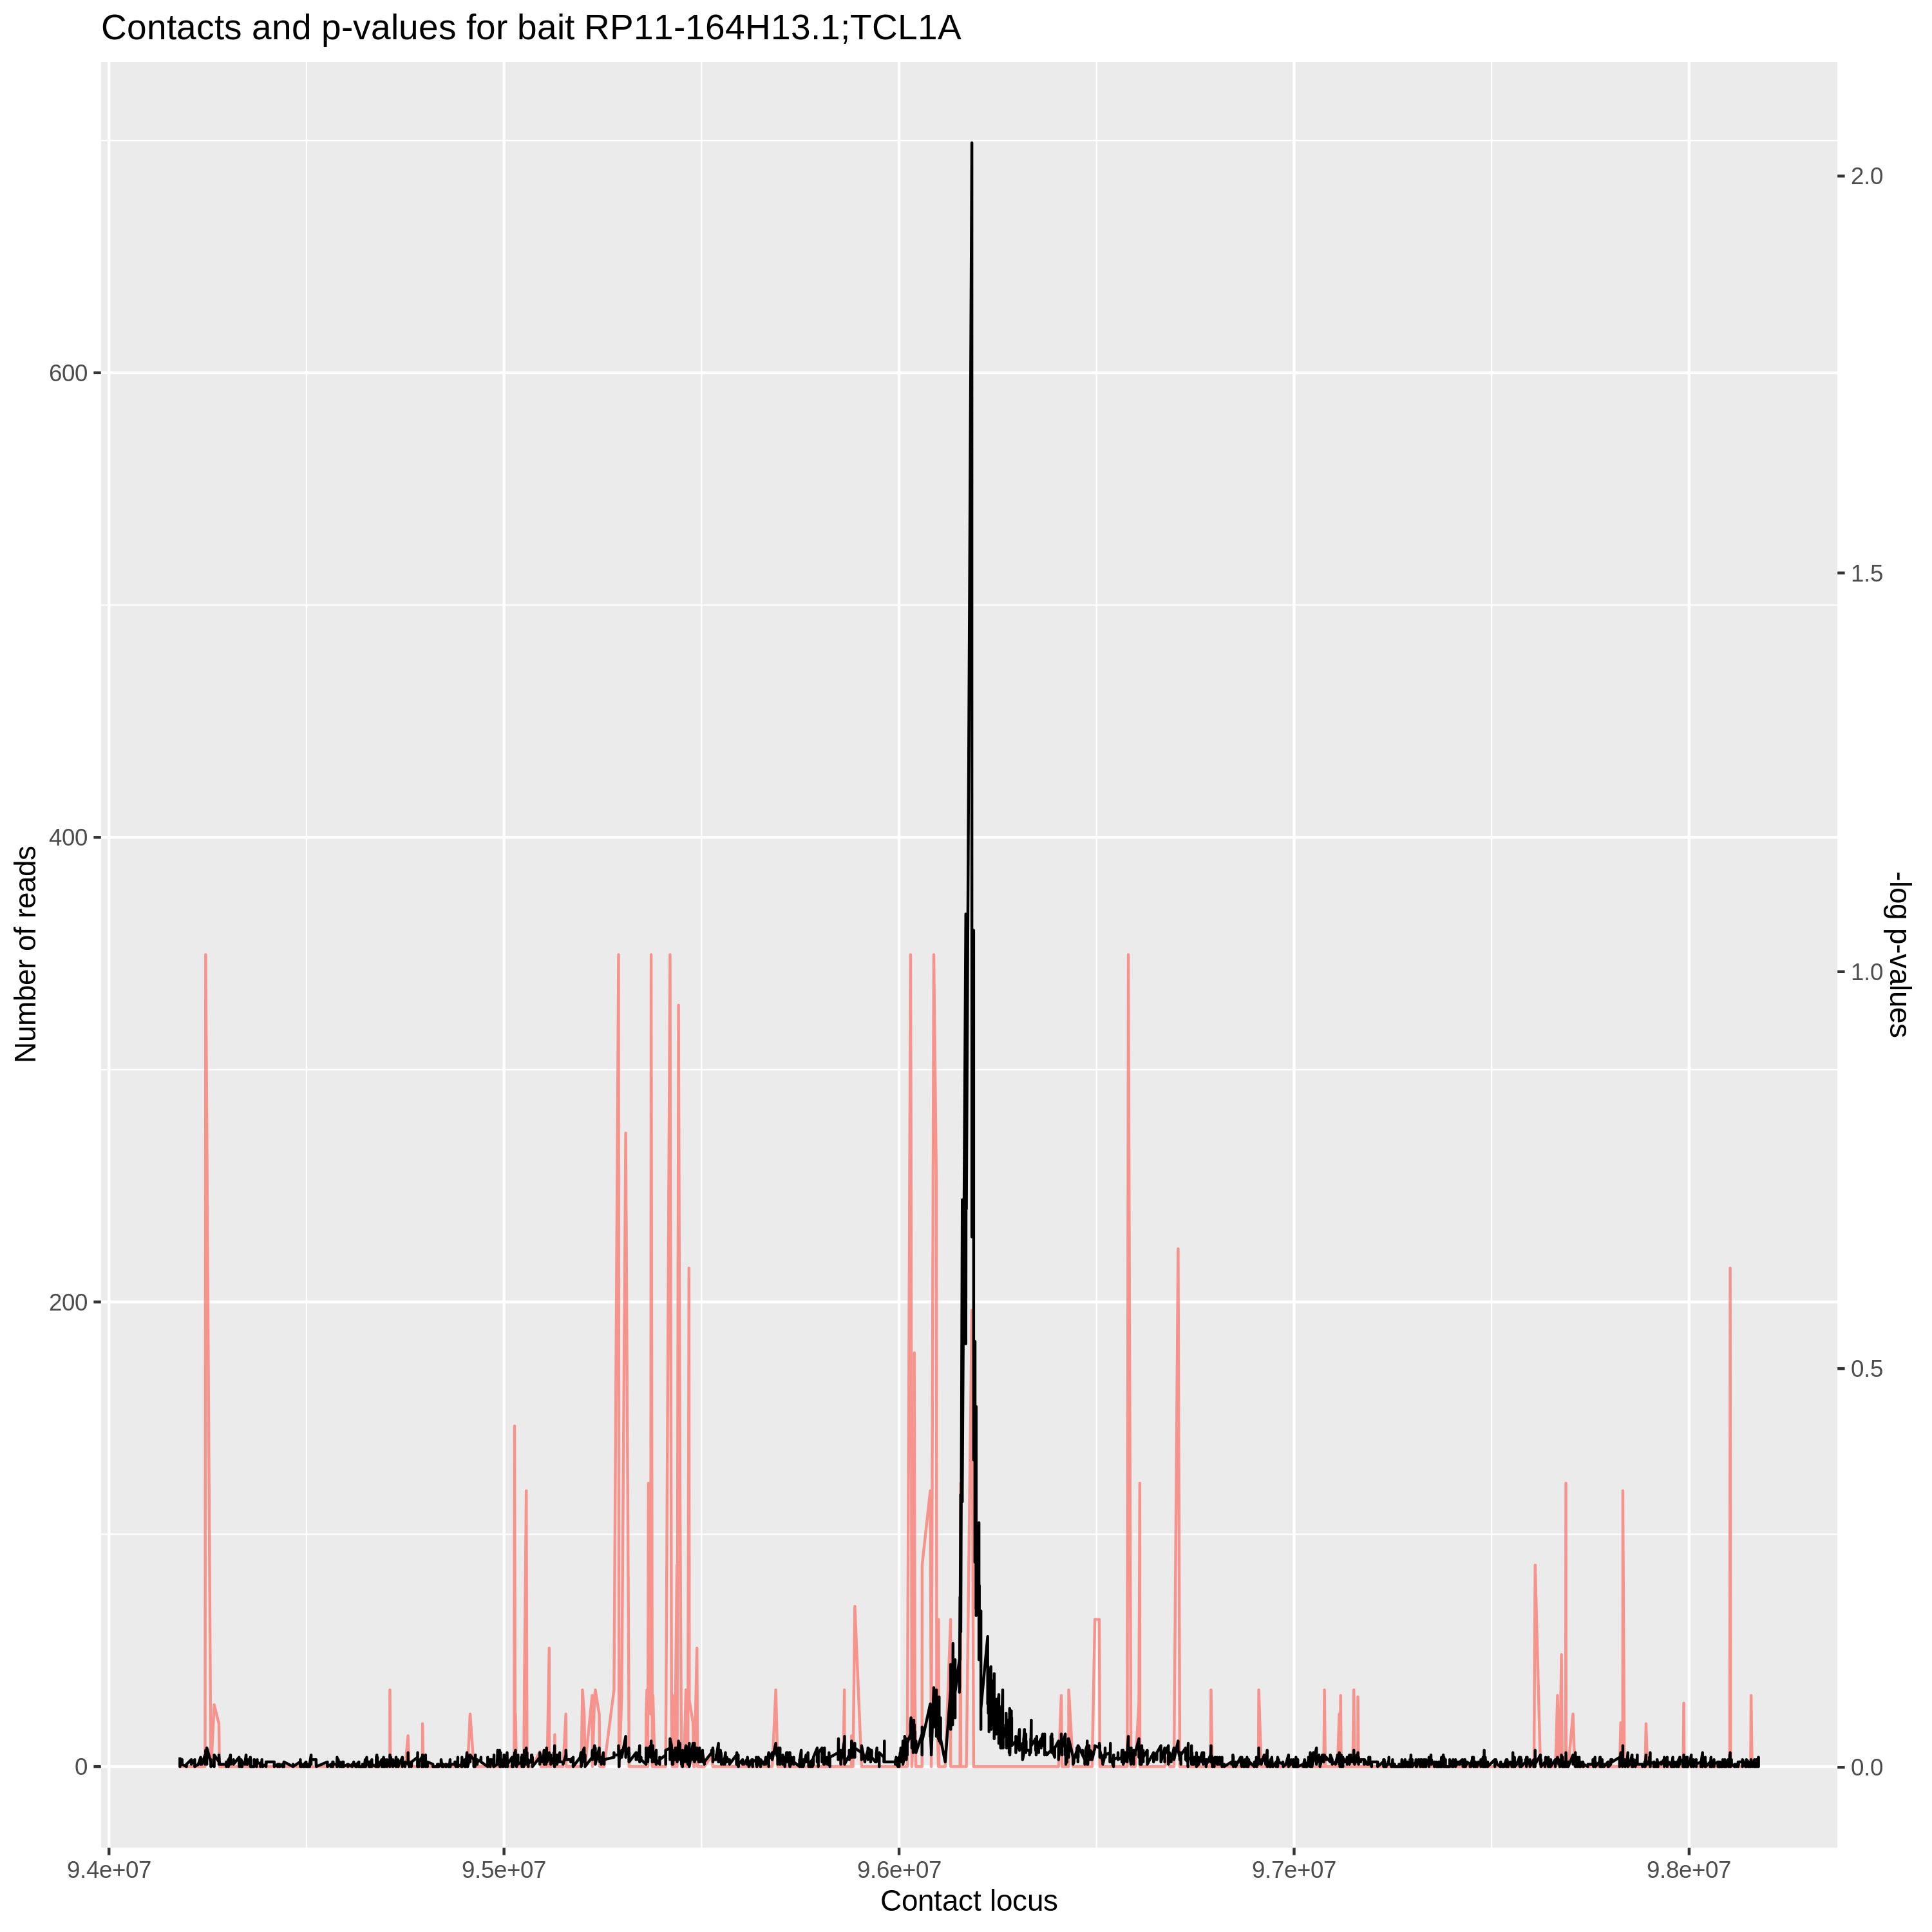 Contacts and p-values for bait RP11-164H13.1;TCL1A
Number of reads
600
400
200
0
2.0
1.5
1.0
0.5
0.0
-log p-values
9.4e+07 9.5e+07 9.6e+07 9.7e+07 9.8e+07
Contact locus